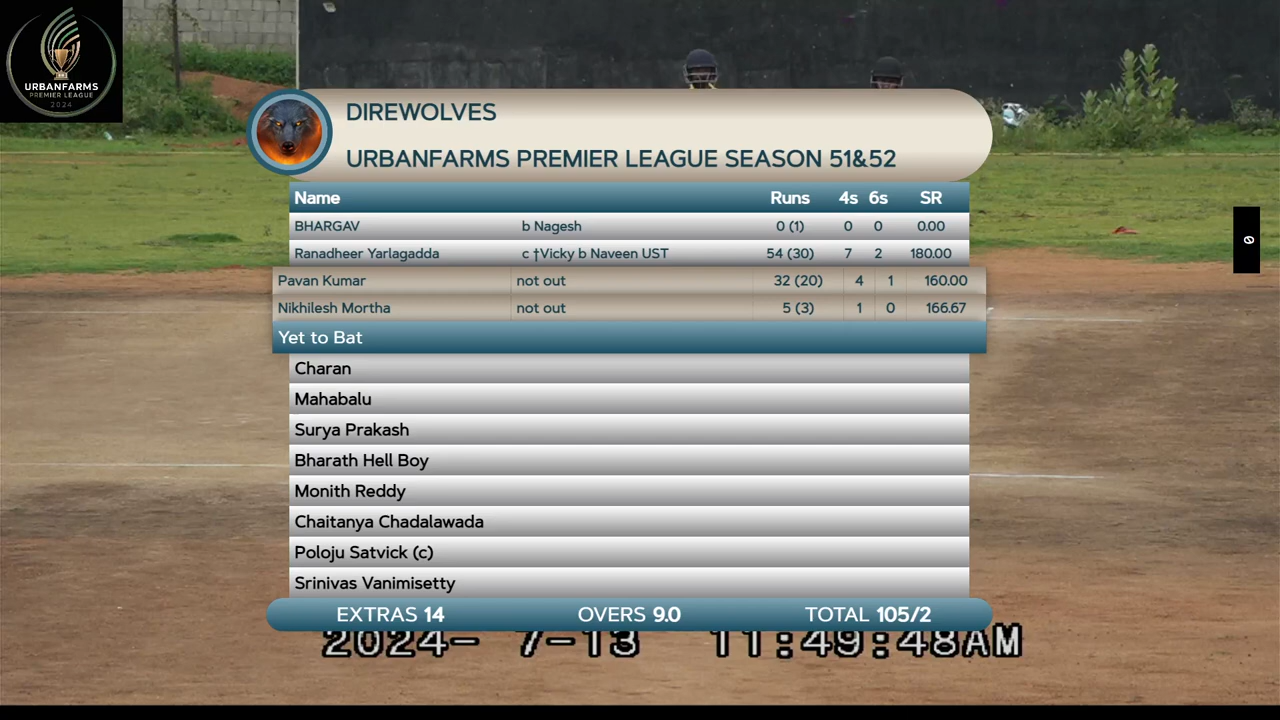 URBANFARMS
PREMIER LEAGUE
2024
DIREWOLVES
URBANFARMS PREMIER LEAGUE SEASON 51&52
Name Runs 4s 6s SR
BHARGAV b Nagesh 0 (1) 0 0 0.00
Ranadheer Yarlagadda c †Vicky b Naveen UST 54 (30) 7 2 180.00
Pavan Kumar not out 32 (20) 4 1 160.00
Nikhilesh Mortha not out 5 (3) 1 0 166.67
Yet to Bat
Charan
Mahabalu
Surya Prakash
Bharath Hell Boy
Monith Reddy
Chaitanya Chadalawada
Poloju Satvick (c)
Srinivas Vanimisetty
EXTRAS 14 OVERS 9.0 TOTAL 105/2
2024- 7-13 11:49:48AM
0